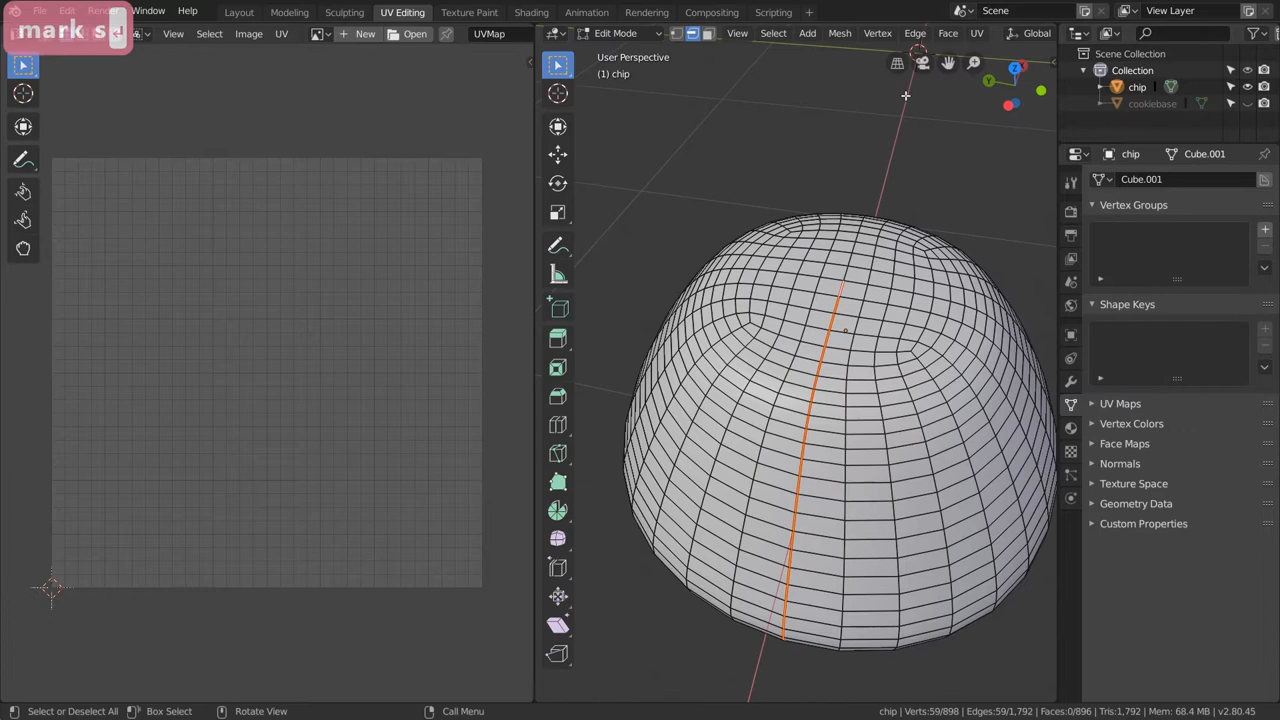 mark s
File Edit Render Window Help
Layout Modeling Sculpting UV Editing Texture Paint Shading Animation Rendering Compositing Scripting
Scene
View Layer
View Select Image UV
New
Open
UVMap
Edit Mode
View Select Add Mesh Vertex Edge Face UV
Global
User Perspective
(1) chip
Z
Y
Scene Collection
Collection
chip
cookiebase
chip
Cube.001
Cube.001
Vertex Groups
Shape Keys
UV Maps
Vertex Colors
Face Maps
Normals
Texture Space
Geometry Data
Custom Properties
Select or Deselect All
Box Select
Rotate View
Call Menu
chip | Verts:59/898 | Edges:59/1,792 | Faces:0/896 | Tris:1,792 | Mem: 68.4 MB | v2.80.45